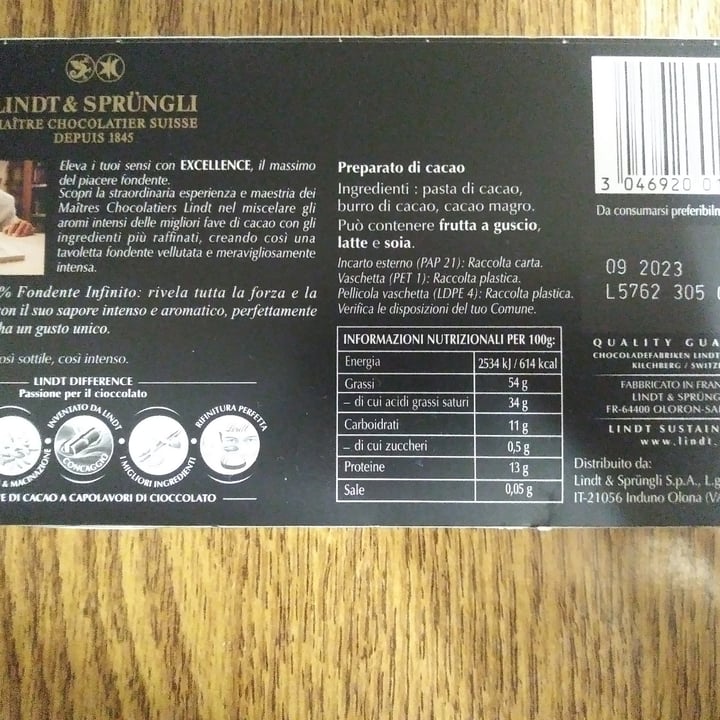 LINDT & SPRÜNGLI
MAÎTRE CHOCOLATIER SUISSE
DEPUIS 1845
Eleva i tuoi sensi con EXCELLENCE, il massimo
del piacere fondente.
Scopri la straordinaria esperienza e maestria dei
Maîtres Chocolatiers Lindt nel miscelare gli
aromi intensi delle migliori fave di cacao con gli
ingredienti più raffinati, creando così una
tavoletta fondente vellutata e meravigliosamente
intensa.
% Fondente Infinito: rivela tutta la forza e la
con il suo sapore intenso e aromatico, perfettamente
ha un gusto unico.
osì sottile, così intenso.
LINDT DIFFERENCE
Passione per il cioccolato
& MACINAZIONE
INVENTATO DA LINDT
CONCAGGIO
I MIGLIORI INGREDIENTI
RIFINITURA PERFETTA
Lindt
E DI CACAO A CAPOLAVORI DI CIOCCOLATO
Preparato di cacao
Ingredienti : pasta di cacao,
burro di cacao, cacao magro.
Può contenere frutta a guscio,
latte e soia.
Incarto esterno (PAP 21): Raccolta carta.
Vaschetta (PET 1): Raccolta plastica.
Pellicola vaschetta (LDPE 4): Raccolta plastica.
Verifica le disposizioni del tuo Comune.
INFORMAZIONI NUTRIZIONALI PER 100g:
Energia 2534 kJ / 614 kcal
Grassi 54 g
– di cui acidi grassi saturi 34 g
Carboidrati 11 g
– di cui zuccheri 0,5 g
Proteine 13 g
Sale 0,05 g
3 046920 0
Da consumarsi preferibilm
09 2023
L5762 305
QUALITY GUA
CHOCOLADEFABRIKEN LINDT
KILCHBERG / SWITZ
FABBRICATO IN FRAN
LINDT & SPRÜNG
FR-64400 OLORON-SA
LINDT SUSTAIN
www.lindt.
Distribuito da:
Lindt & Sprüngli S.p.A., L.g
IT-21056 Induno Olona (VA